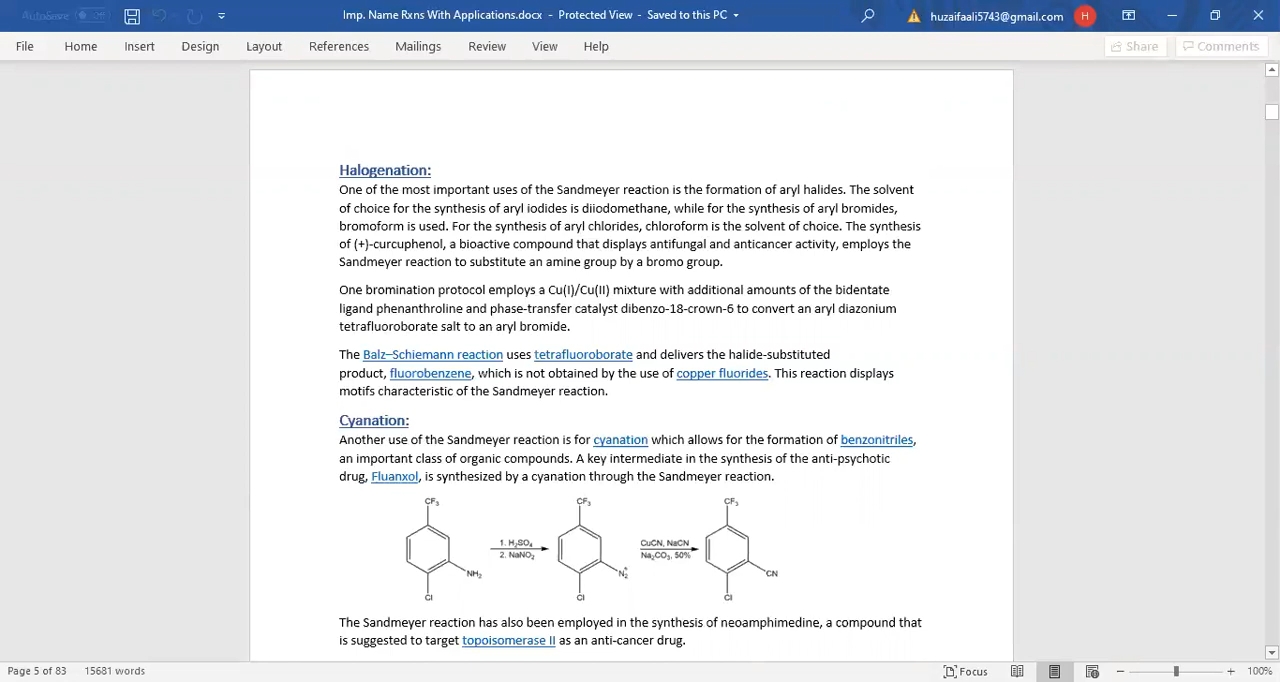 AutoSave Off
Imp. Name Rxns With Applications.docx - Protected View - Saved to this PC
huzaifaali5743@gmail.com H
File Home Insert Design Layout References Mailings Review View Help Share Comments
Halogenation:
One of the most important uses of the Sandmeyer reaction is the formation of aryl halides. The solvent
of choice for the synthesis of aryl iodides is diiodomethane, while for the synthesis of aryl bromides,
bromoform is used. For the synthesis of aryl chlorides, chloroform is the solvent of choice. The synthesis
of (+)-curcuphenol, a bioactive compound that displays antifungal and anticancer activity, employs the
Sandmeyer reaction to substitute an amine group by a bromo group.
One bromination protocol employs a Cu(I)/Cu(II) mixture with additional amounts of the bidentate
ligand phenanthroline and phase-transfer catalyst dibenzo-18-crown-6 to convert an aryl diazonium
tetrafluoroborate salt to an aryl bromide.
The Balz–Schiemann reaction uses tetrafluoroborate and delivers the halide-substituted
product, fluorobenzene, which is not obtained by the use of copper fluorides. This reaction displays
motifs characteristic of the Sandmeyer reaction.
Cyanation:
Another use of the Sandmeyer reaction is for cyanation which allows for the formation of benzonitriles,
an important class of organic compounds. A key intermediate in the synthesis of the anti-psychotic
drug, Fluanxol, is synthesized by a cyanation through the Sandmeyer reaction.
CF₃ CF₃ CF₃
1. H₂SO₄ CuCN, NaCN
2. NaNO₂ Na₂CO₃, 50%
NH₂ N₂⁺ CN
Cl Cl Cl
The Sandmeyer reaction has also been employed in the synthesis of neoamphimedine, a compound that
is suggested to target topoisomerase II as an anti-cancer drug.
Page 5 of 83 15681 words Focus 100%